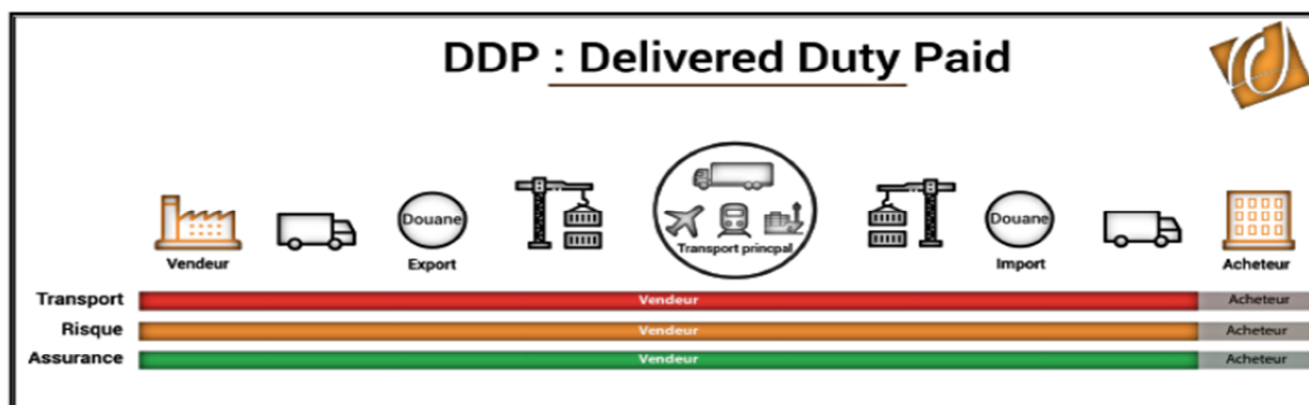 DDP : Delivered Duty Paid
Douane
Douane
Transport princpal
Vendeur
Export
Import
Acheteur
Transport Vendeur Acheteur
Risque Vendeur Acheteur
Assurance Vendeur Acheteur